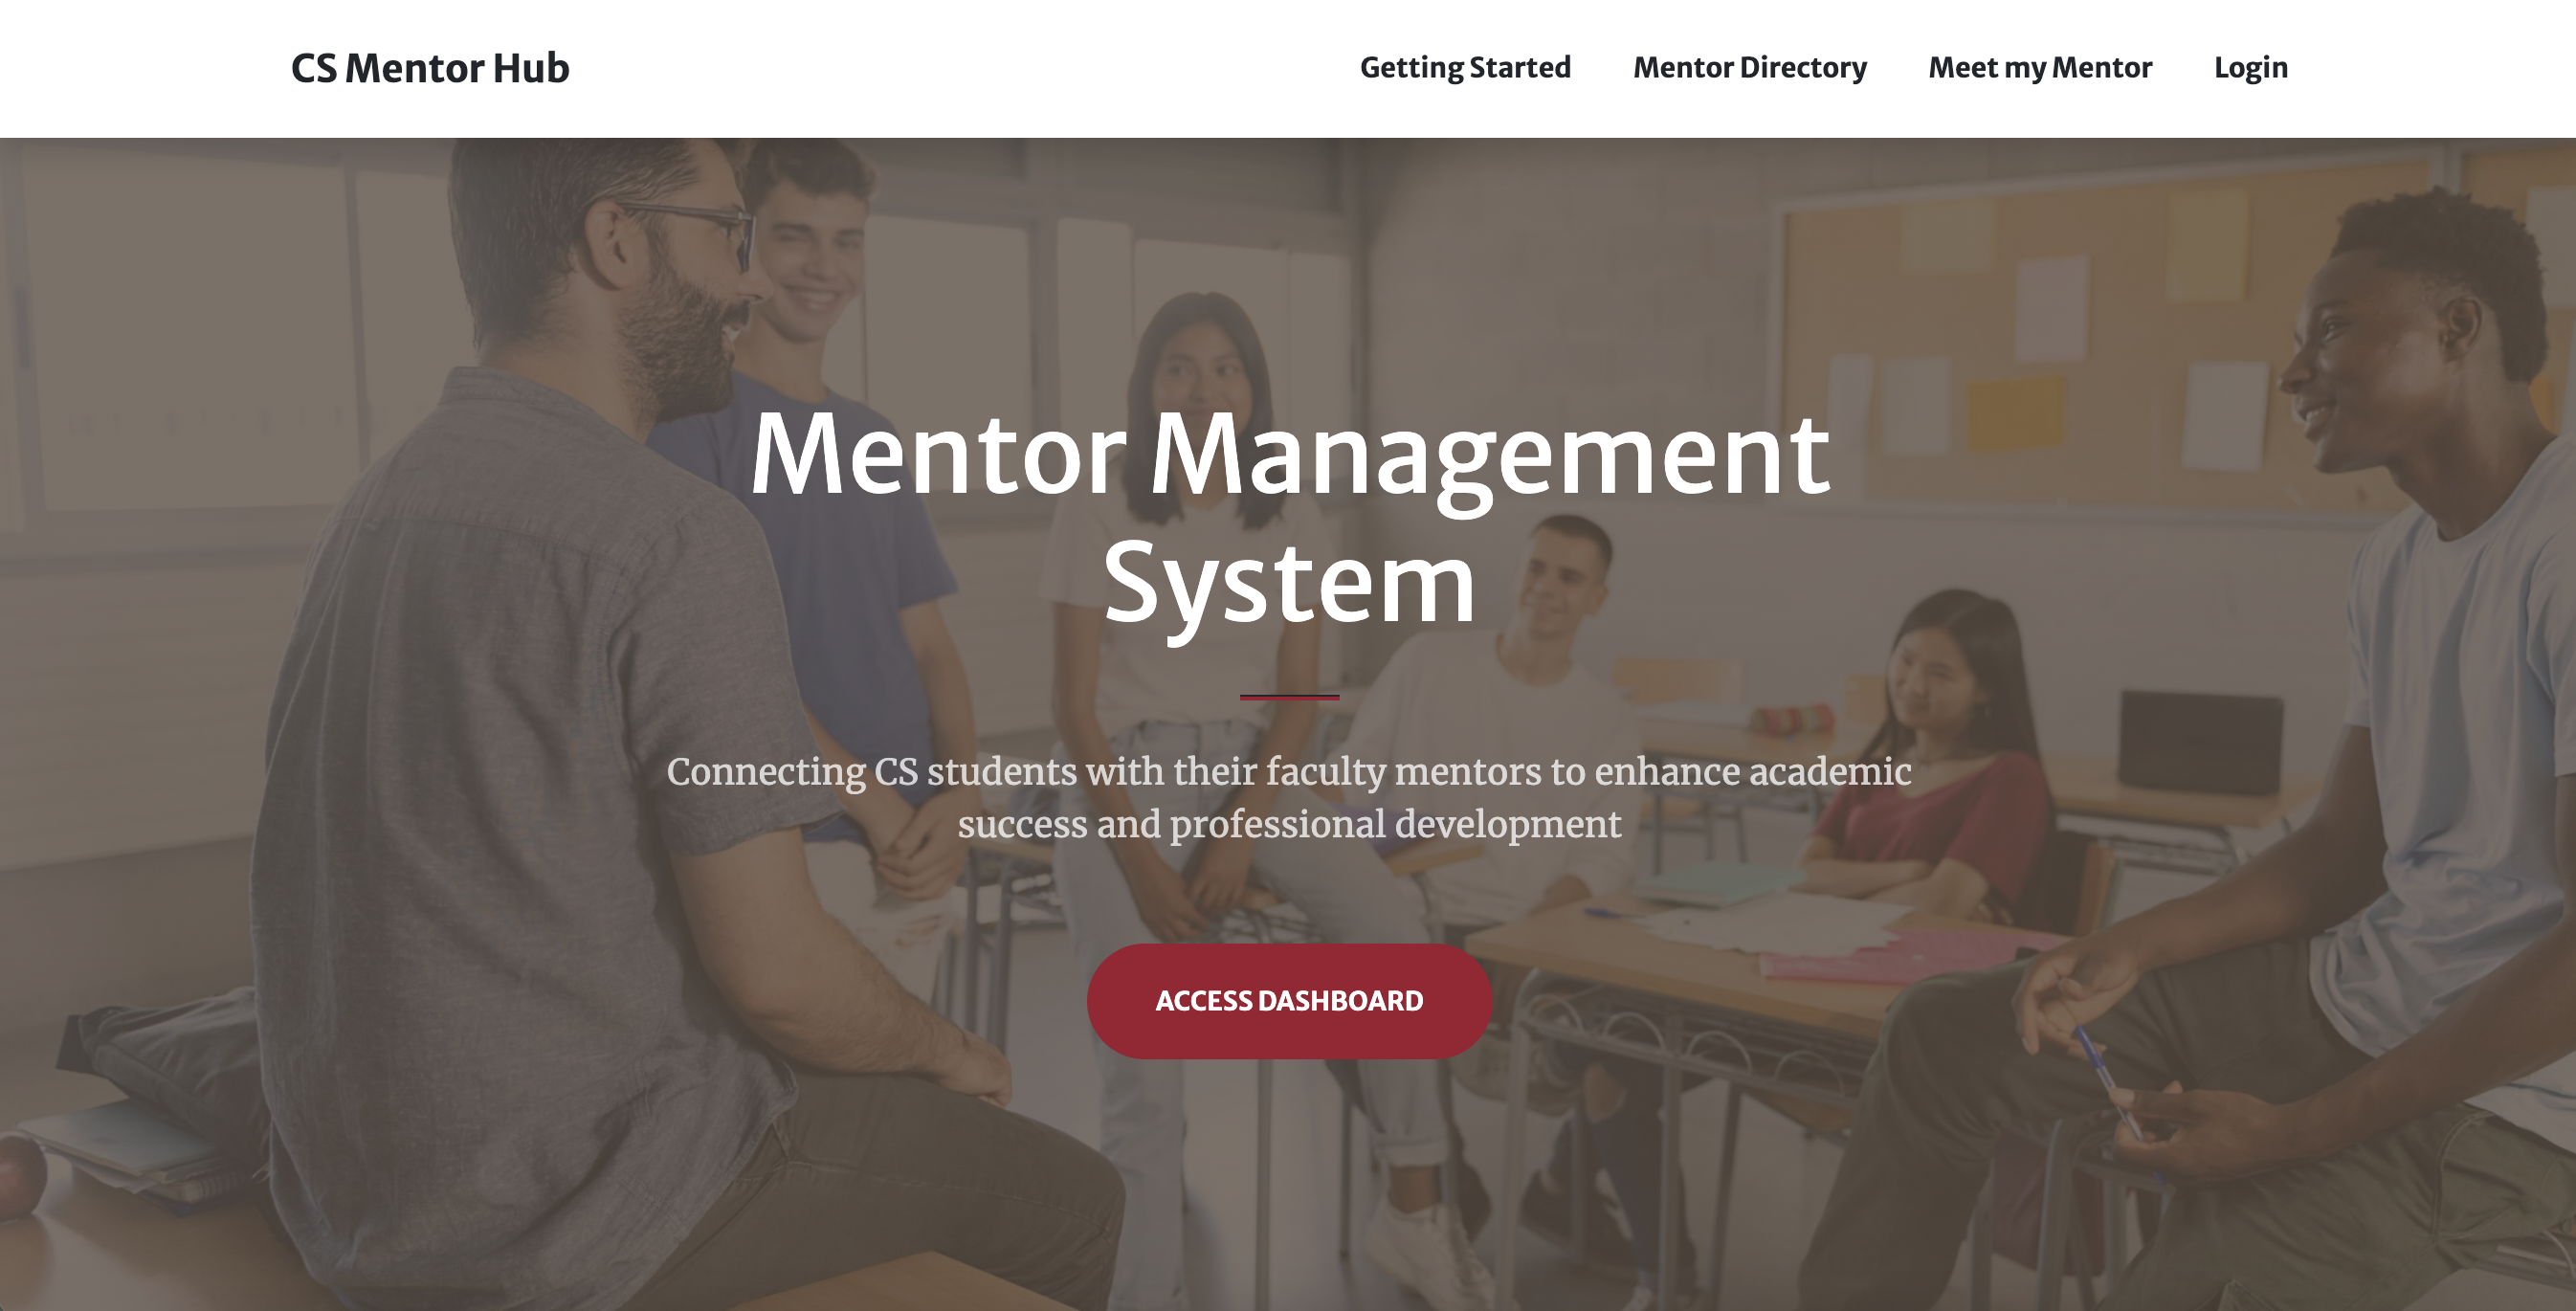 CS Mentor Hub
Getting Started
Mentor Directory
Meet my Mentor
Login
Mentor Management
System
Connecting CS students with their faculty mentors to enhance academic
success and professional development
ACCESS DASHBOARD